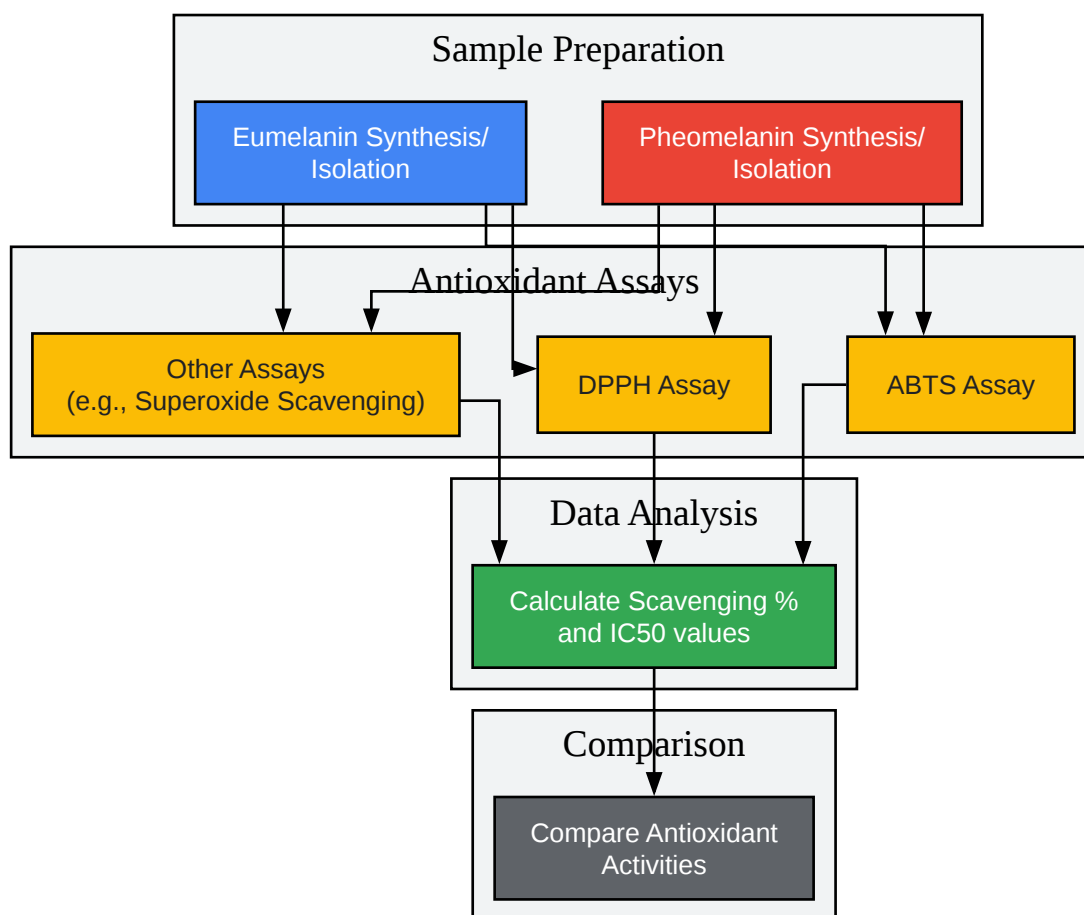 Sample Preparation
Eumelanin Synthesis/
Isolation
Pheomelanin Synthesis/
Isolation
Antioxidant Assays
Other Assays
(e.g., Superoxide Scavenging)
DPPH Assay
ABTS Assay
Data Analysis
Calculate Scavenging %
and IC50 values
Comparison
Compare Antioxidant
Activities